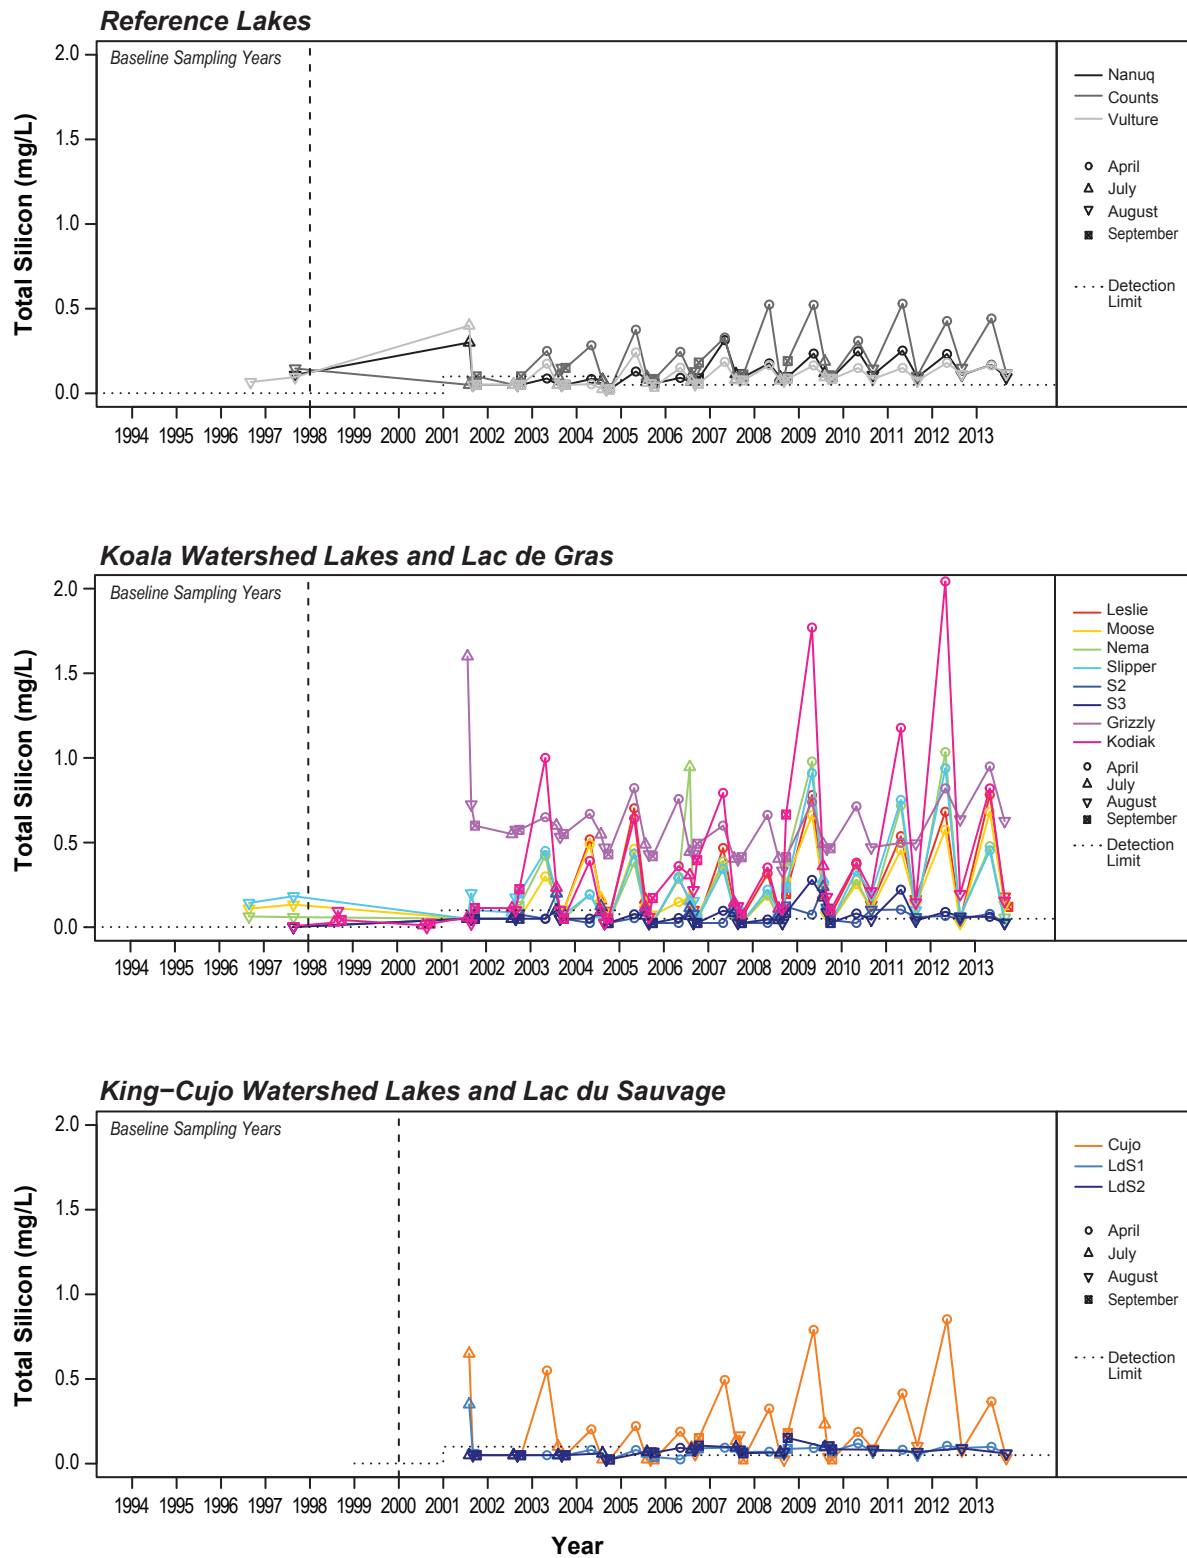 Reference Lakes
Baseline Sampling Years
Total Silicon (mg/L)
2.0
1.5
1.0
0.5
0.0
1994 1995 1996 1997 1998 1999 2000 2001 2002 2003 2004 2005 2006 2007 2008 2009 2010 2011 2012 2013
Nanuq
Counts
Vulture
April
July
August
September
Detection
Limit
Koala Watershed Lakes and Lac de Gras
Baseline Sampling Years
Total Silicon (mg/L)
2.0
1.5
1.0
0.5
0.0
1994 1995 1996 1997 1998 1999 2000 2001 2002 2003 2004 2005 2006 2007 2008 2009 2010 2011 2012 2013
Leslie
Moose
Nema
Slipper
S2
S3
Grizzly
Kodiak
April
July
August
September
Detection
Limit
King−Cujo Watershed Lakes and Lac du Sauvage
Baseline Sampling Years
Total Silicon (mg/L)
2.0
1.5
1.0
0.5
0.0
1994 1995 1996 1997 1998 1999 2000 2001 2002 2003 2004 2005 2006 2007 2008 2009 2010 2011 2012 2013
Cujo
LdS1
LdS2
April
July
August
September
Detection
Limit
Year